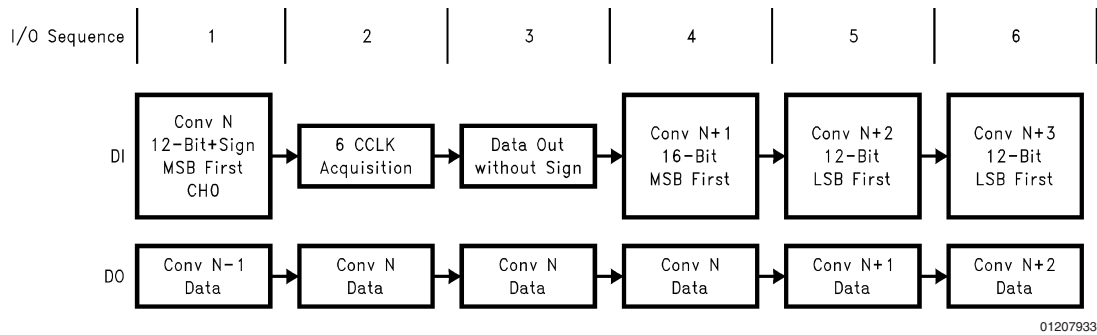 I/O Sequence 1 2 3 4 5 6
DI
Conv N
12-Bit+Sign
MSB First
CH0
6 CCLK
Acquisition
Data Out
without Sign
Conv N+1
16-Bit
MSB First
Conv N+2
12-Bit
LSB First
Conv N+3
12-Bit
LSB First
DO
Conv N-1
Data
Conv N
Data
Conv N
Data
Conv N
Data
Conv N+1
Data
Conv N+2
Data
01207933